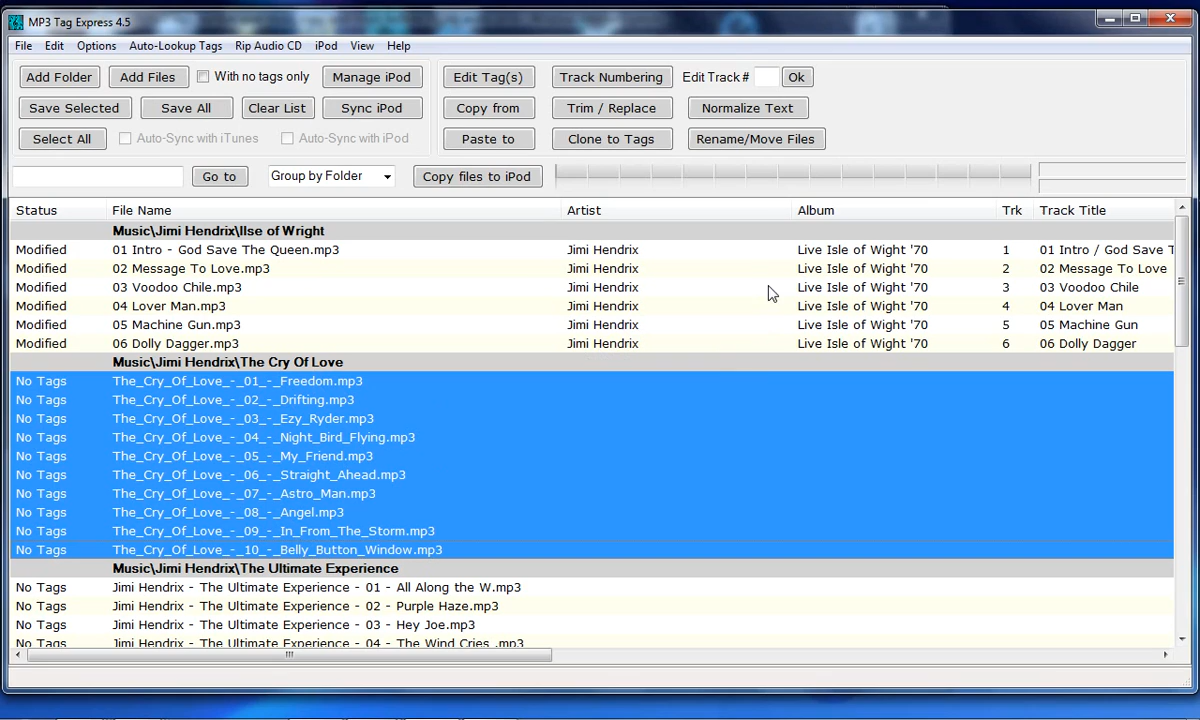 MP3 Tag Express 4.5
File Edit Options Auto-Lookup Tags Rip Audio CD iPod View Help
Add Folder Add Files With no tags only Manage iPod Edit Tag(s) Track Numbering Edit Track # Ok
Save Selected Save All Clear List Sync iPod Copy from Trim / Replace Normalize Text
Select All Auto-Sync with iTunes Auto-Sync with iPod Paste to Clone to Tags Rename/Move Files
Go to Group by Folder Copy files to iPod
Status File Name Artist Album Trk Track Title
Music\Jimi Hendrix\Ilse of Wright
Modified 01 Intro - God Save The Queen.mp3 Jimi Hendrix Live Isle of Wight '70 1 01 Intro / God Save T
Modified 02 Message To Love.mp3 Jimi Hendrix Live Isle of Wight '70 2 02 Message To Love
Modified 03 Voodoo Chile.mp3 Jimi Hendrix Live Isle of Wight '70 3 03 Voodoo Chile
Modified 04 Lover Man.mp3 Jimi Hendrix Live Isle of Wight '70 4 04 Lover Man
Modified 05 Machine Gun.mp3 Jimi Hendrix Live Isle of Wight '70 5 05 Machine Gun
Modified 06 Dolly Dagger.mp3 Jimi Hendrix Live Isle of Wight '70 6 06 Dolly Dagger
Music\Jimi Hendrix\The Cry Of Love
No Tags The_Cry_Of_Love_-_01_-_Freedom.mp3
No Tags The_Cry_Of_Love_-_02_-_Drifting.mp3
No Tags The_Cry_Of_Love_-_03_-_Ezy_Ryder.mp3
No Tags The_Cry_Of_Love_-_04_-_Night_Bird_Flying.mp3
No Tags The_Cry_Of_Love_-_05_-_My_Friend.mp3
No Tags The_Cry_Of_Love_-_06_-_Straight_Ahead.mp3
No Tags The_Cry_Of_Love_-_07_-_Astro_Man.mp3
No Tags The_Cry_Of_Love_-_08_-_Angel.mp3
No Tags The_Cry_Of_Love_-_09_-_In_From_The_Storm.mp3
No Tags The_Cry_Of_Love_-_10_-_Belly_Button_Window.mp3
Music\Jimi Hendrix\The Ultimate Experience
No Tags Jimi Hendrix - The Ultimate Experience - 01 - All Along the W.mp3
No Tags Jimi Hendrix - The Ultimate Experience - 02 - Purple Haze.mp3
No Tags Jimi Hendrix - The Ultimate Experience - 03 - Hey Joe.mp3
No Tags Jimi Hendrix - The Ultimate Experience - 04 - The Wind Cries .mp3